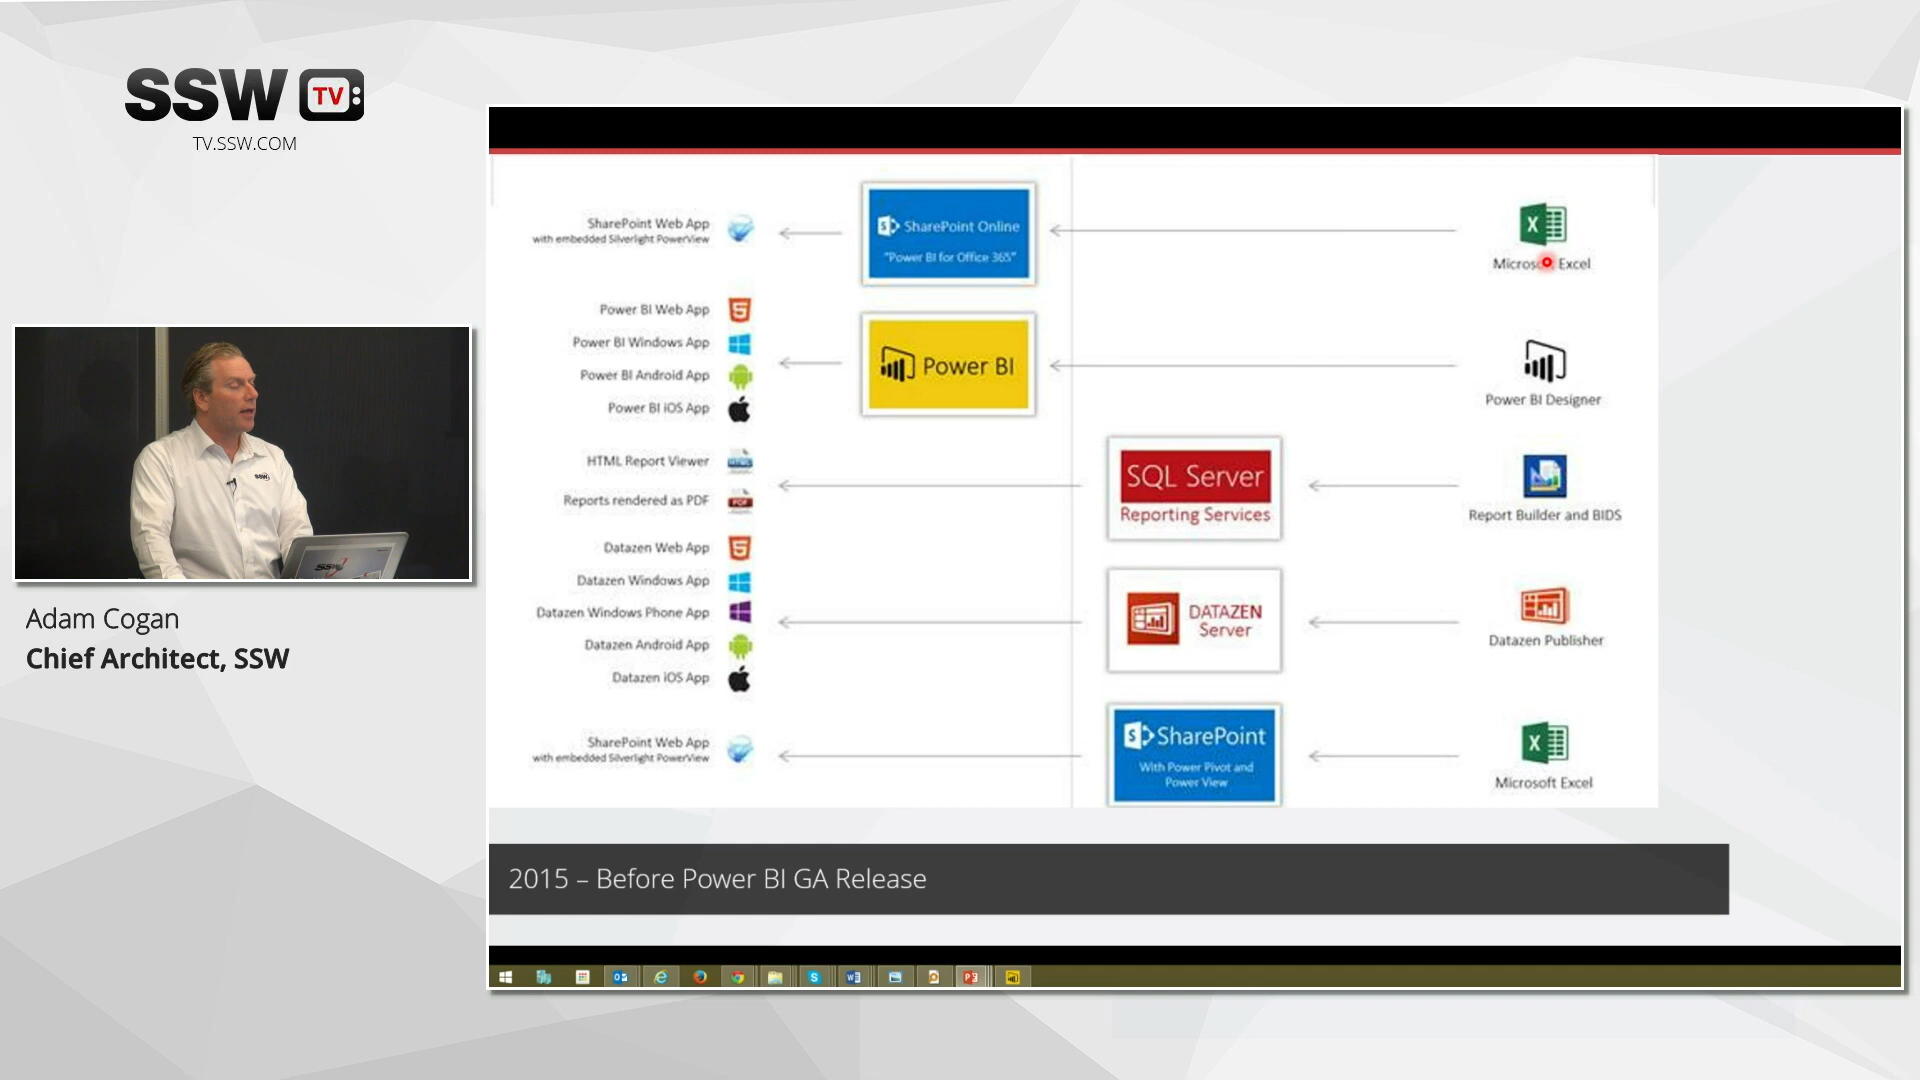 SSW TV
TV.SSW.COM
SSW
SSW
Adam Cogan
Chief Architect, SSW
SharePoint Web App
with embedded Silverlight PowerView
SharePoint Online
"Power BI for Office 365"
Microsoft Excel
Power BI Web App
Power BI Windows App
Power BI Android App
Power BI iOS App
Power BI
Power BI Designer
HTML Report Viewer
Reports rendered as PDF
SQL Server
Reporting Services
Report Builder and BIDS
Datazen Web App
Datazen Windows App
Datazen Windows Phone App
Datazen Android App
Datazen iOS App
DATAZEN
Server
Datazen Publisher
SharePoint Web App
with embedded Silverlight PowerView
SharePoint
With Power Pivot and
Power View
Microsoft Excel
2015 – Before Power BI GA Release